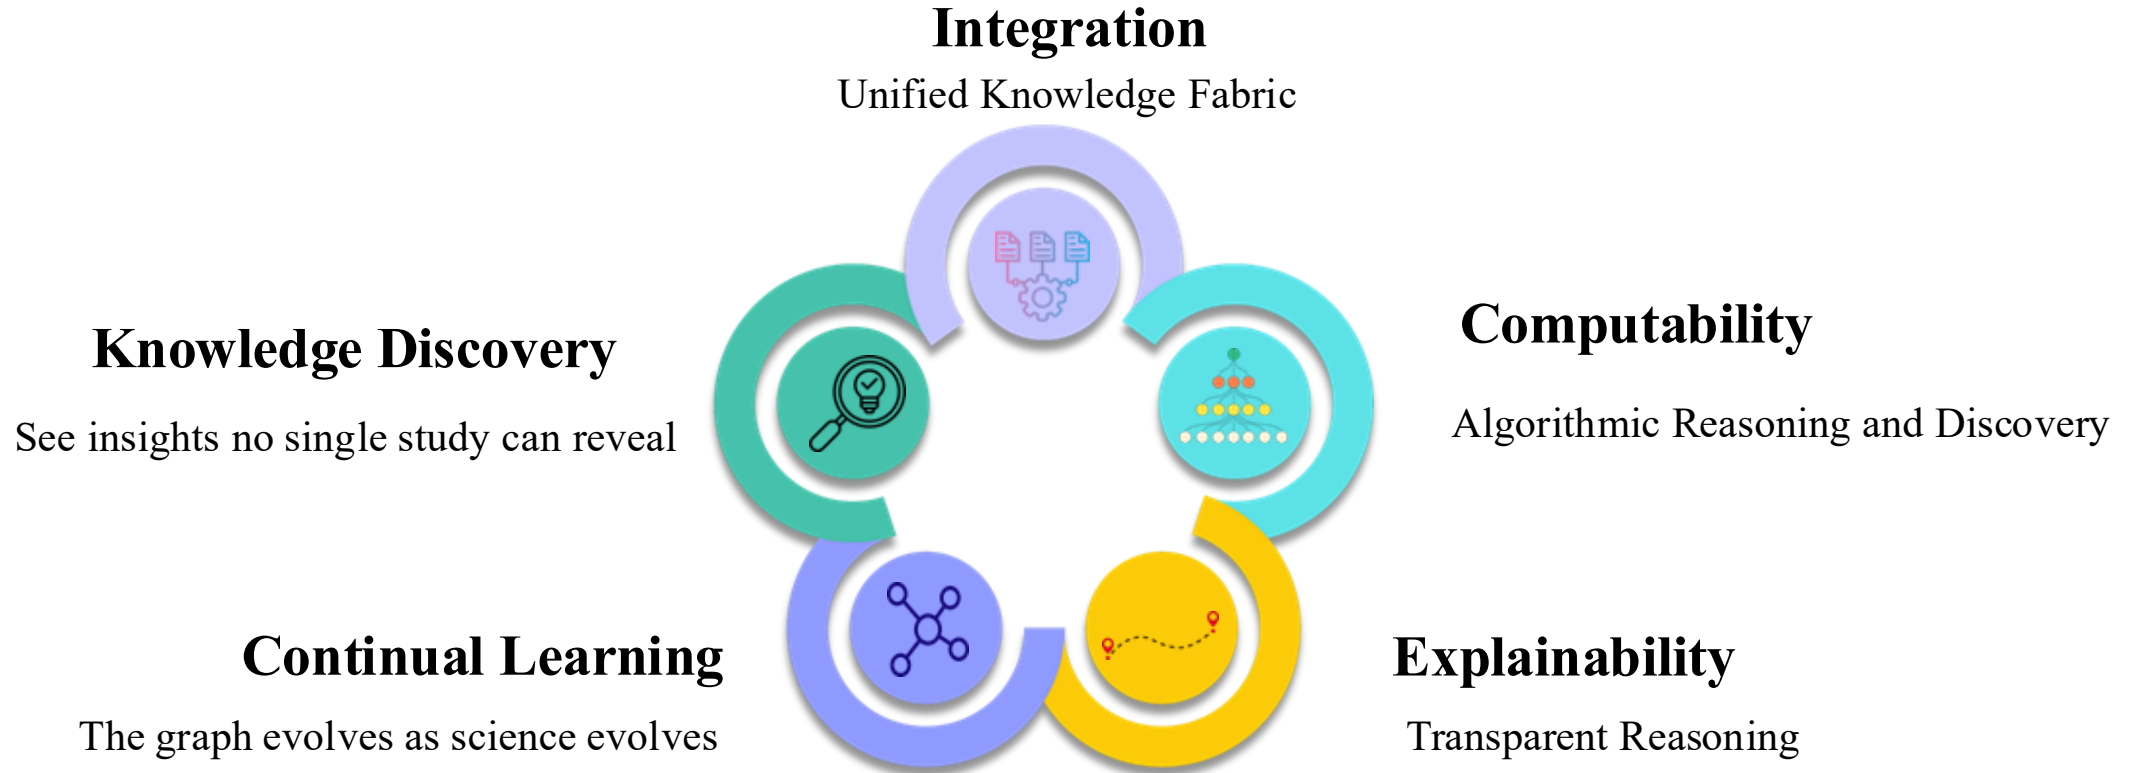 Integration
Unified Knowledge Fabric
Computability
Algorithmic Reasoning and Discovery
Explainability
Transparent Reasoning
Continual Learning
The graph evolves as science evolves
Knowledge Discovery
See insights no single study can reveal